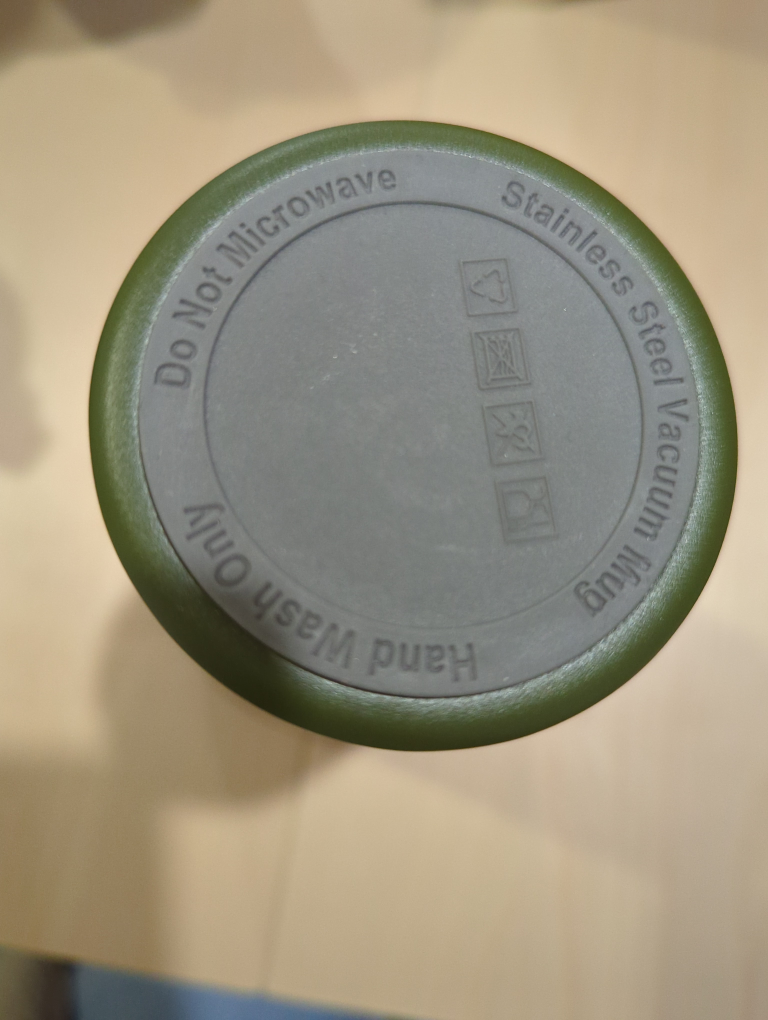 Do Not Microwave
Stainless Steel Vacuum Mug
Hand Wash Only